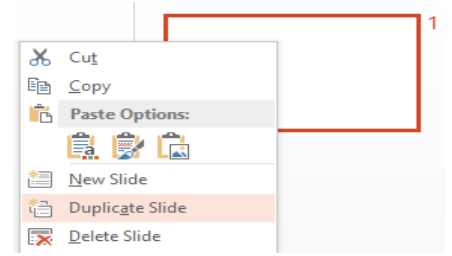 1
Cut
Copy
Paste Options:
a
New Slide
Duplicate Slide
Delete Slide